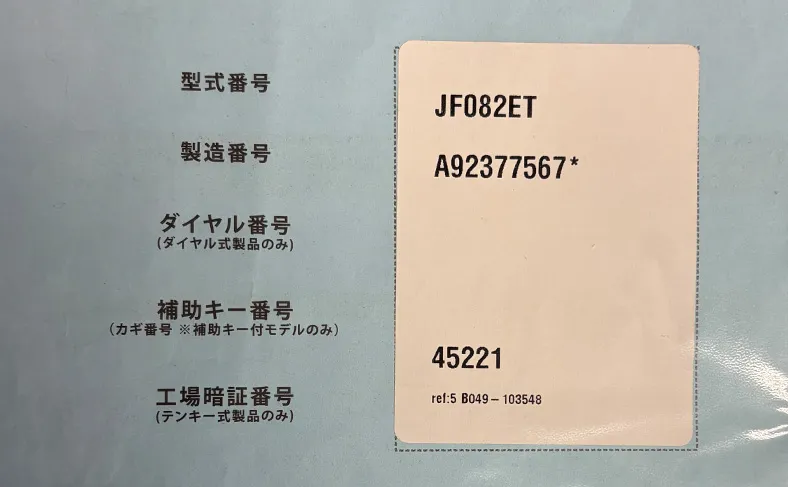 型式番号
JF082ET
製造番号
A92377567*
ダイヤル番号
(ダイヤル式製品のみ)
補助キー番号
(カギ番号 ※補助キー付モデルのみ)
45221
工場暗証番号
(テンキー式製品のみ)
ref:5 B049-103548